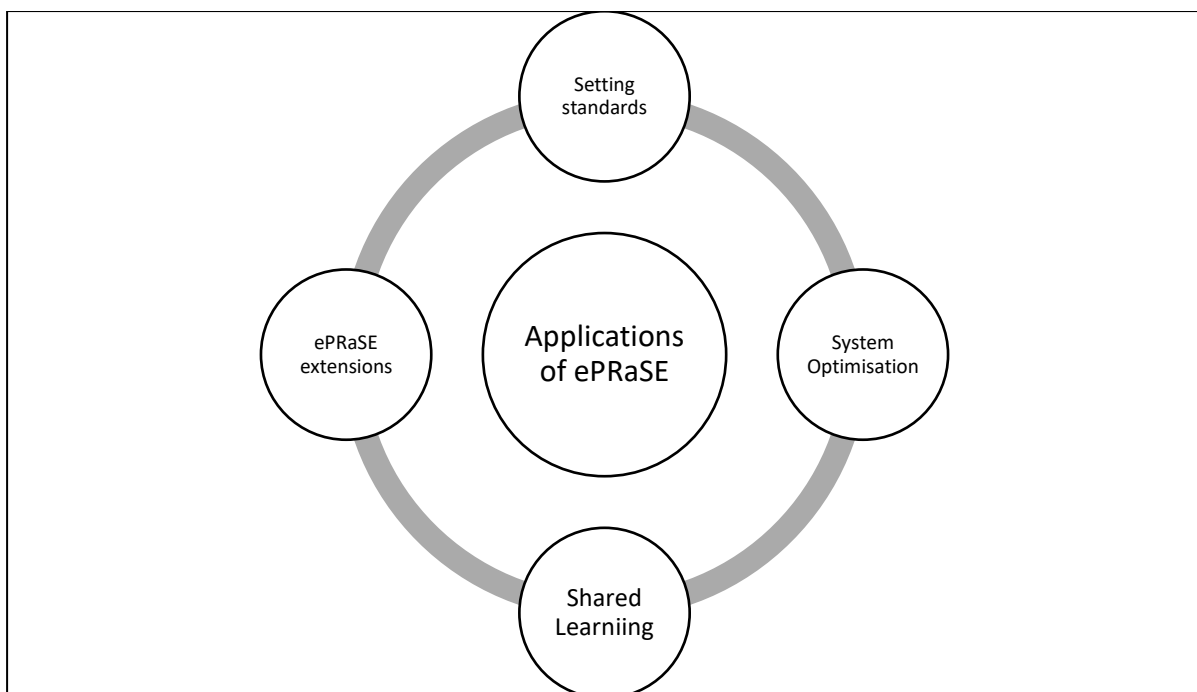 Setting
standards
ePRaSE
extensions
Applications
of ePRaSE
System
Optimisation
Shared
Learniing